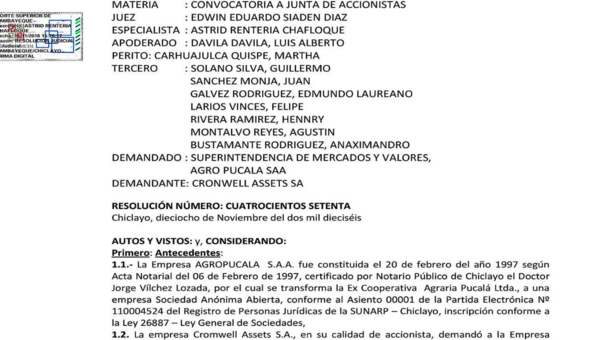 ORTE SUPERIOR DE
AMBAYEQUE-
ASTRID RENTERIA
HAFLOQUE
RESOLUCION JUDICIAL
AMBAYEQUE/CHICLAYO
RMA DIGITAL
MATERIA : CONVOCATORIA A JUNTA DE ACCIONISTAS
JUEZ : EDWIN EDUARDO SIADEN DIAZ
ESPECIALISTA : ASTRID RENTERIA CHAFLOQUE
APODERADO : DAVILA DAVILA, LUIS ALBERTO
PERITO: CARHUAJULCA QUISPE, MARTHA
TERCERO : SOLANO SILVA, GUILLERMO
SANCHEZ MONJA, JUAN
GALVEZ RODRIGUEZ, EDMUNDO LAUREANO
LARIOS VINCES, FELIPE
RIVERA RAMIREZ, HENNRY
MONTALVO REYES, AGUSTIN
BUSTAMANTE RODRIGUEZ, ANAXIMANDRO
DEMANDADO : SUPERINTENDENCIA DE MERCADOS Y VALORES,
AGRO PUCALA SAA
DEMANDANTE: CRONWELL ASSETS SA
RESOLUCIÓN NÚMERO: CUATROCIENTOS SETENTA
Chiclayo, dieciocho de Noviembre del dos mil dieciséis
AUTOS Y VISTOS: y, CONSIDERANDO:
Primero: Antecedentes:
1.1.- La Empresa AGROPUCALA S.A.A. fue constituida el 20 de febrero del año 1997 según
Acta Notarial del 06 de Febrero de 1997, certificado por Notario Público de Chiclayo el Doctor
Jorge Vílchez Lozada, por el cual se transforma la Ex Cooperativa Agraria Pucalá Ltda., a una
empresa Sociedad Anónima Abierta, conforme al Asiento 00001 de la Partida Electrónica Nº
110004524 del Registro de Personas Jurídicas de la SUNARP – Chiclayo, inscripción conforme a
la Ley 26887 – Ley General de Sociedades,
1.2. La empresa Cromwell Assets S.A., en su calidad de accionista, demandó a la Empresa